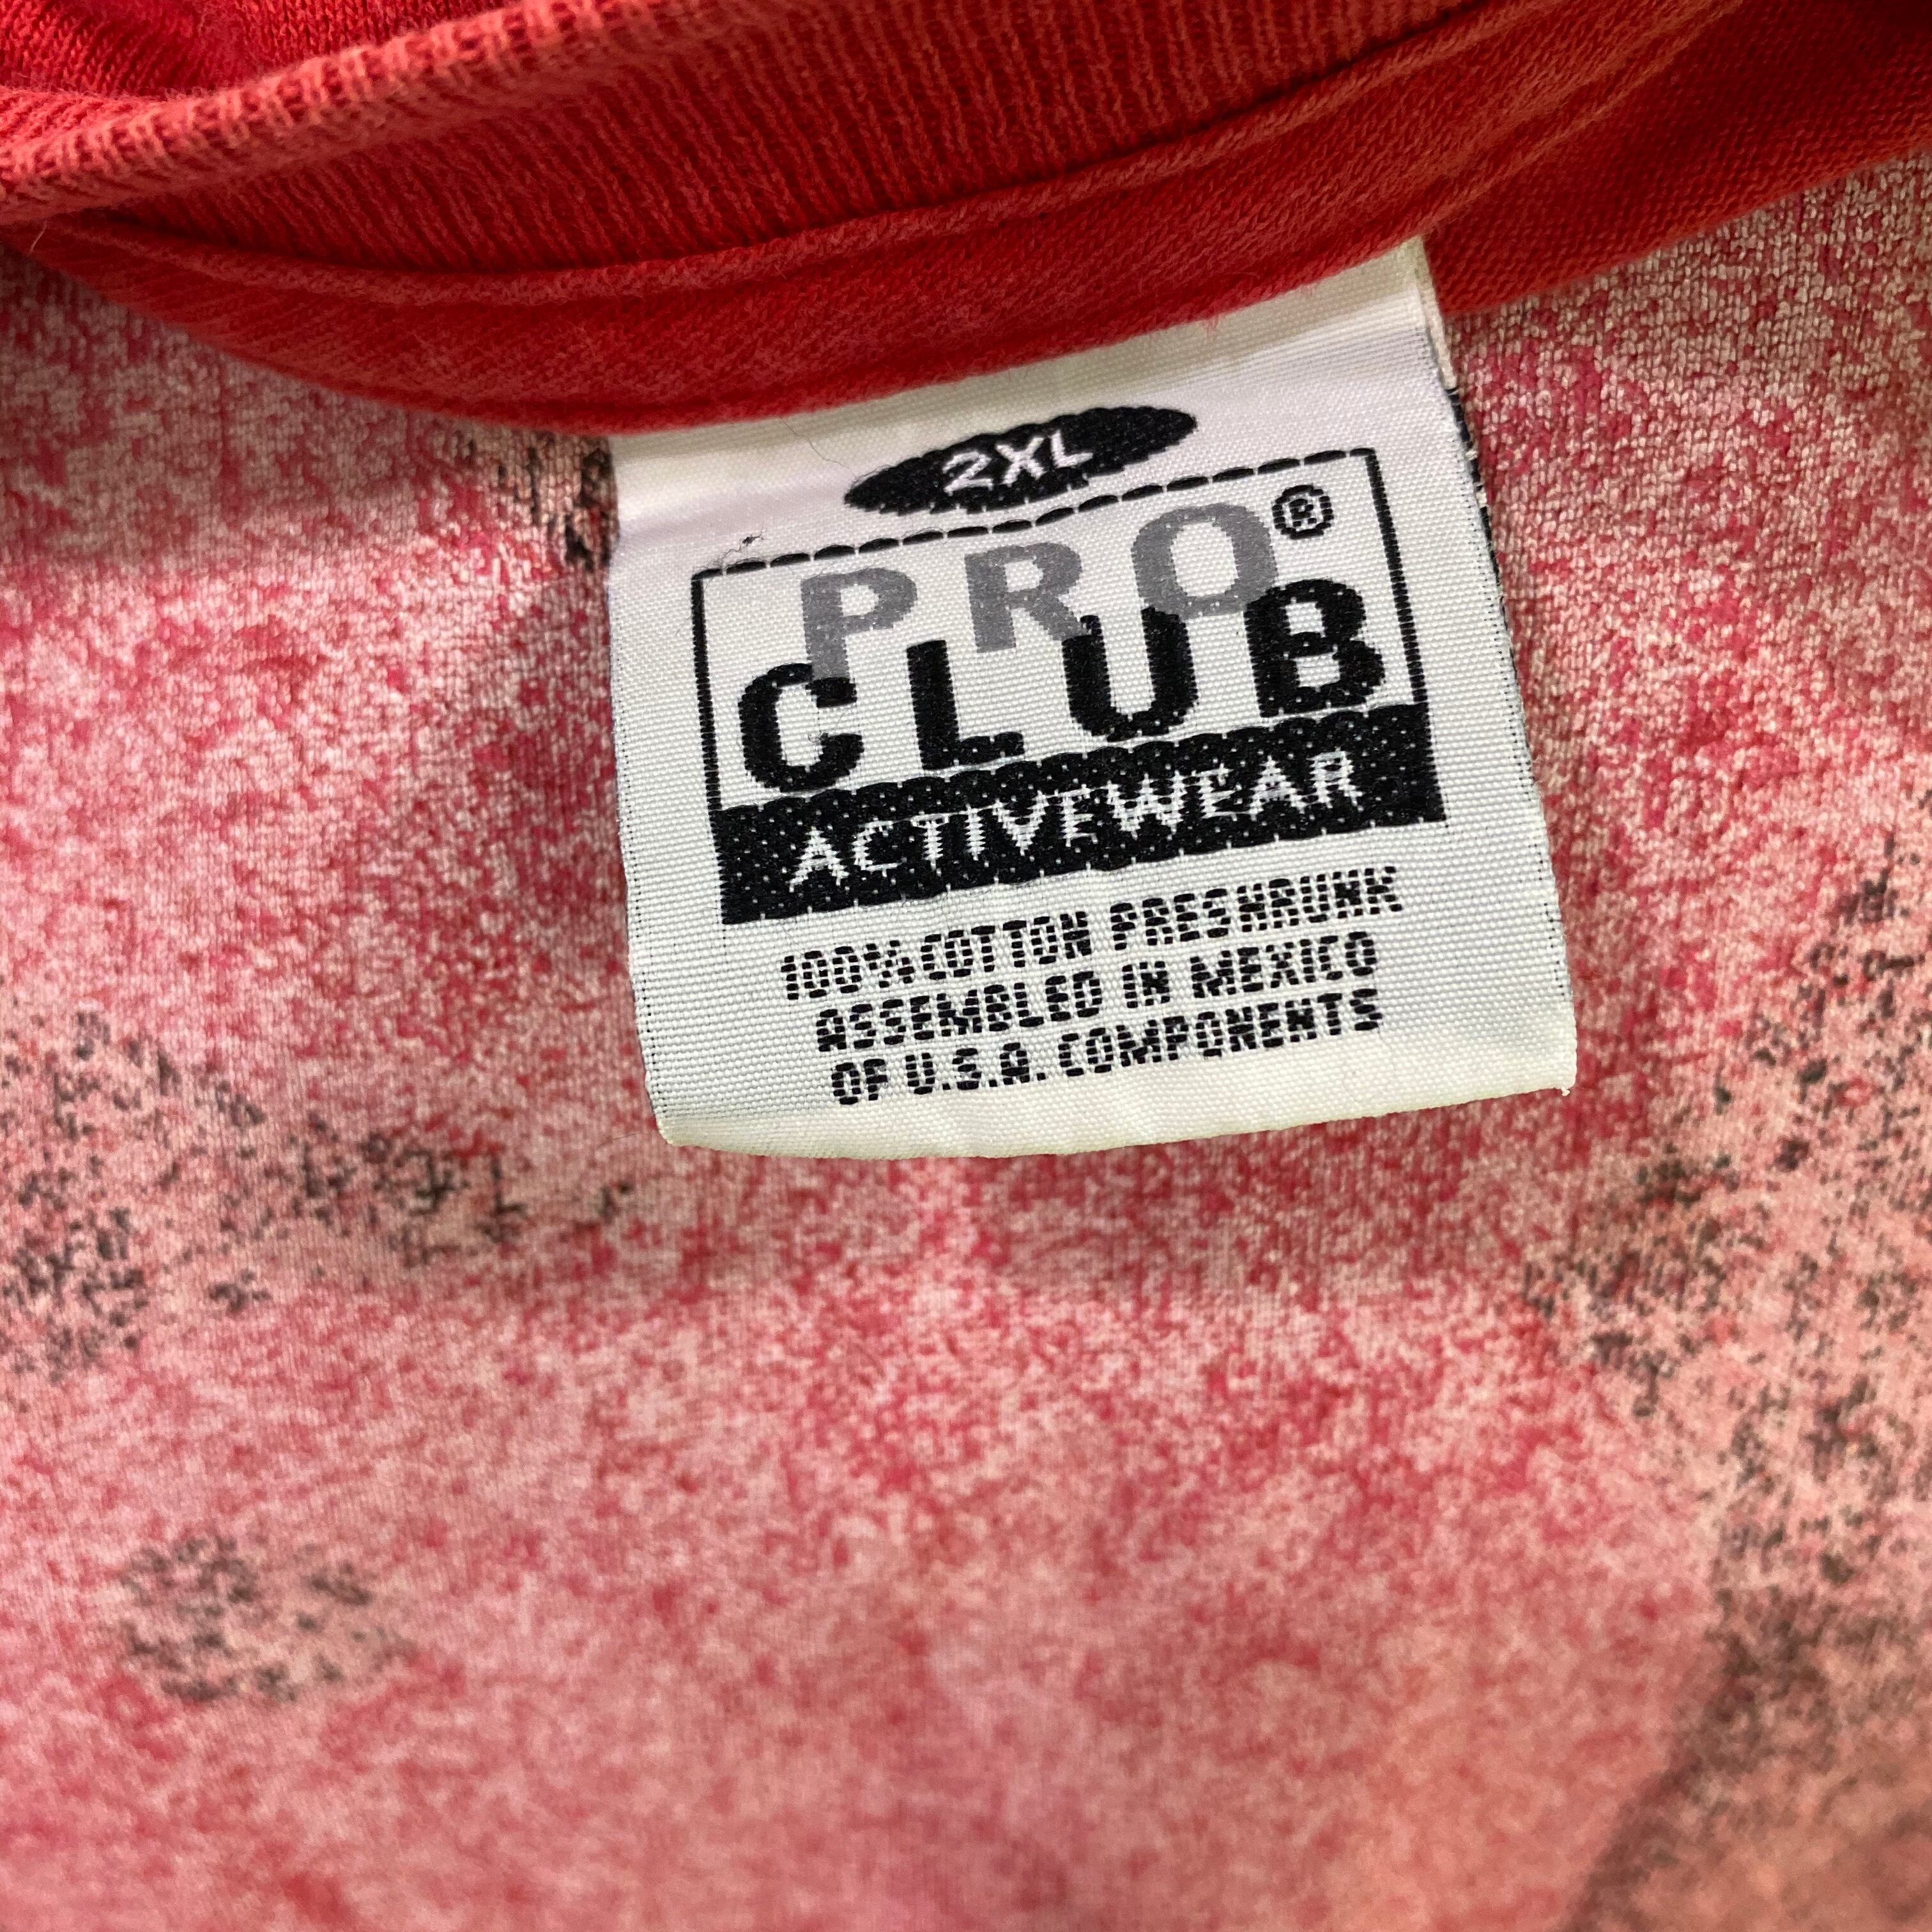 2XL
PRO®
CLUB
ACTIVEWEAR
100% COTTON PRESHRUNK
ASSEMBLED IN MEXICO
OF U.S.A. COMPONENTS